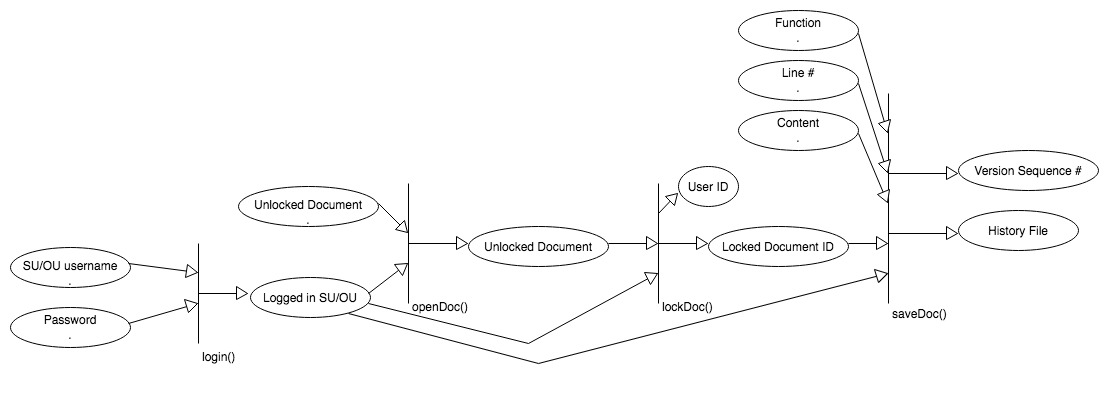 Function
.
Line #
.
Content
.
Version Sequence #
User ID
Unlocked Document
.
Unlocked Document
Locked Document ID
History File
SU/OU username
.
Logged in SU/OU
openDoc()
lockDoc()
saveDoc()
Password
.
login()